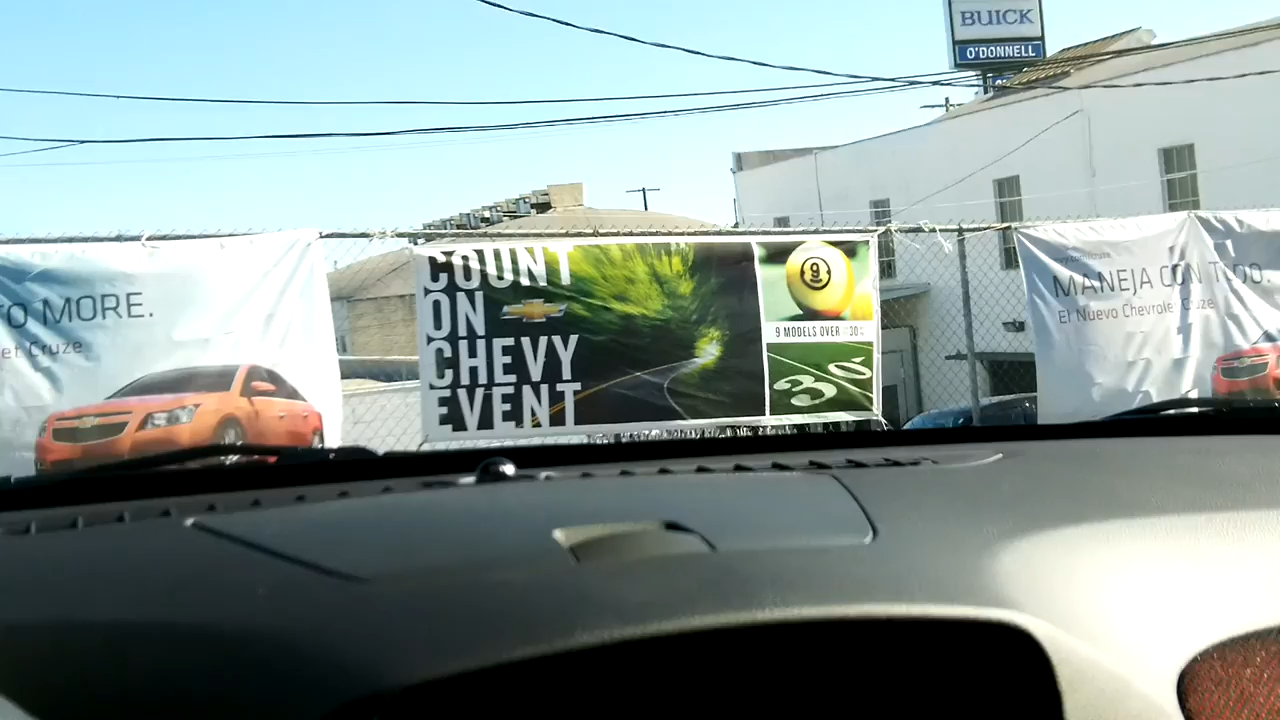 BUICK
O'DONNELL
TO MORE.
et Cruze
COUNT
ON
CHEVY
EVENT
9
9 MODELS OVER 30
30
MANEJA CON TODO.
El Nuevo Chevrolet Cruze